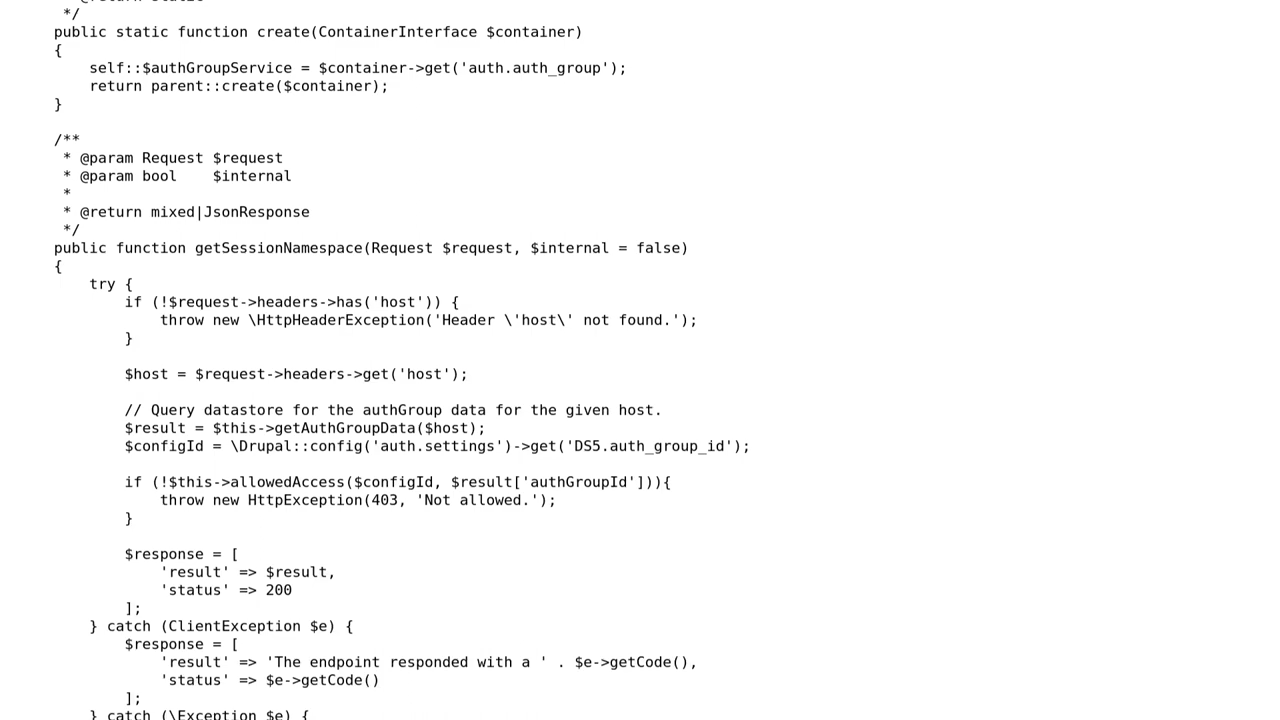 */
    public static function create(ContainerInterface $container)
    {
        self::$authGroupService = $container->get('auth.auth_group');
        return parent::create($container);
    }

    /**
     * @param Request $request
     * @param bool    $internal
     *
     * @return mixed|JsonResponse
     */
    public function getSessionNamespace(Request $request, $internal = false)
    {
        try {
            if (!$request->headers->has('host')) {
                throw new \HttpHeaderException('Header \'host\' not found.');
            }

            $host = $request->headers->get('host');

            // Query datastore for the authGroup data for the given host.
            $result = $this->getAuthGroupData($host);
            $configId = \Drupal::config('auth.settings')->get('DS5.auth_group_id');

            if (!$this->allowedAccess($configId, $result['authGroupId'])){
                throw new HttpException(403, 'Not allowed.');
            }

            $response = [
                'result' => $result,
                'status' => 200
            ];
        } catch (ClientException $e) {
            $response = [
                'result' => 'The endpoint responded with a ' . $e->getCode(),
                'status' => $e->getCode()
            ];
        } catch (\Exception $e) {